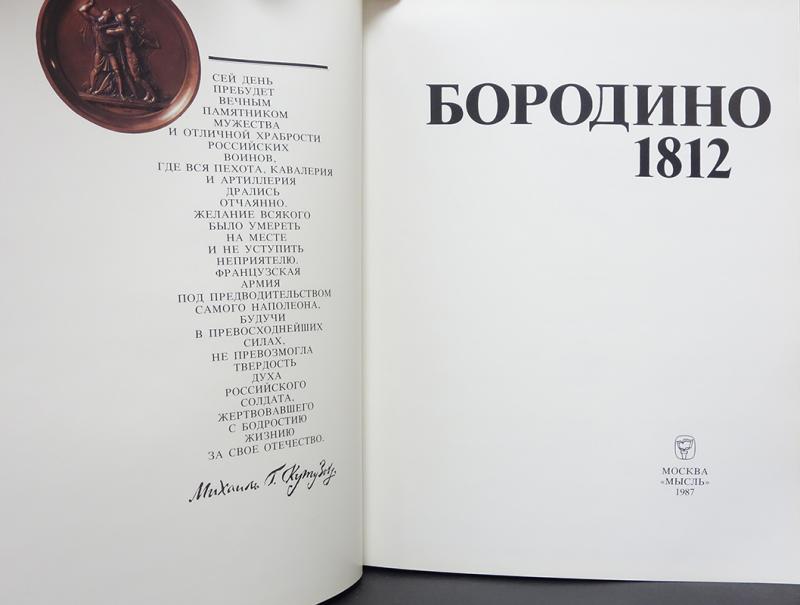 СЕЙ ДЕНЬ
ПРЕБУДЕТ
ВЕЧНЫМ
ПАМЯТНИКОМ
МУЖЕСТВА
И ОТЛИЧНОЙ ХРАБРОСТИ
РОССИЙСКИХ
ВОИНОВ,
ГДЕ ВСЯ ПЕХОТА, КАВАЛЕРИЯ
И АРТИЛЛЕРИЯ
ДРАЛИСЬ
ОТЧАЯННО.
ЖЕЛАНИЕ ВСЯКОГО
БЫЛО УМЕРЕТЬ
НА МЕСТЕ
И НЕ УСТУПИТЬ
НЕПРИЯТЕЛЮ.
ФРАНЦУЗСКАЯ
АРМИЯ
ПОД ПРЕДВОДИТЕЛЬСТВОМ
САМОГО НАПОЛЕОНА,
БУДУЧИ
В ПРЕВОСХОДНЕЙШИХ
СИЛАХ,
НЕ ПРЕВОЗМОГЛА
ТВЕРДОСТЬ
ДУХА
РОССИЙСКОГО
СОЛДАТА,
ЖЕРТВОВАВШЕГО
С БОДРОСТИЮ
ЖИЗНИЮ
ЗА СВОЕ ОТЕЧЕСТВО.
Михаила Г. Кутузов
БОРОДИНО
1812
МОСКВА
«МЫСЛЬ»
1987